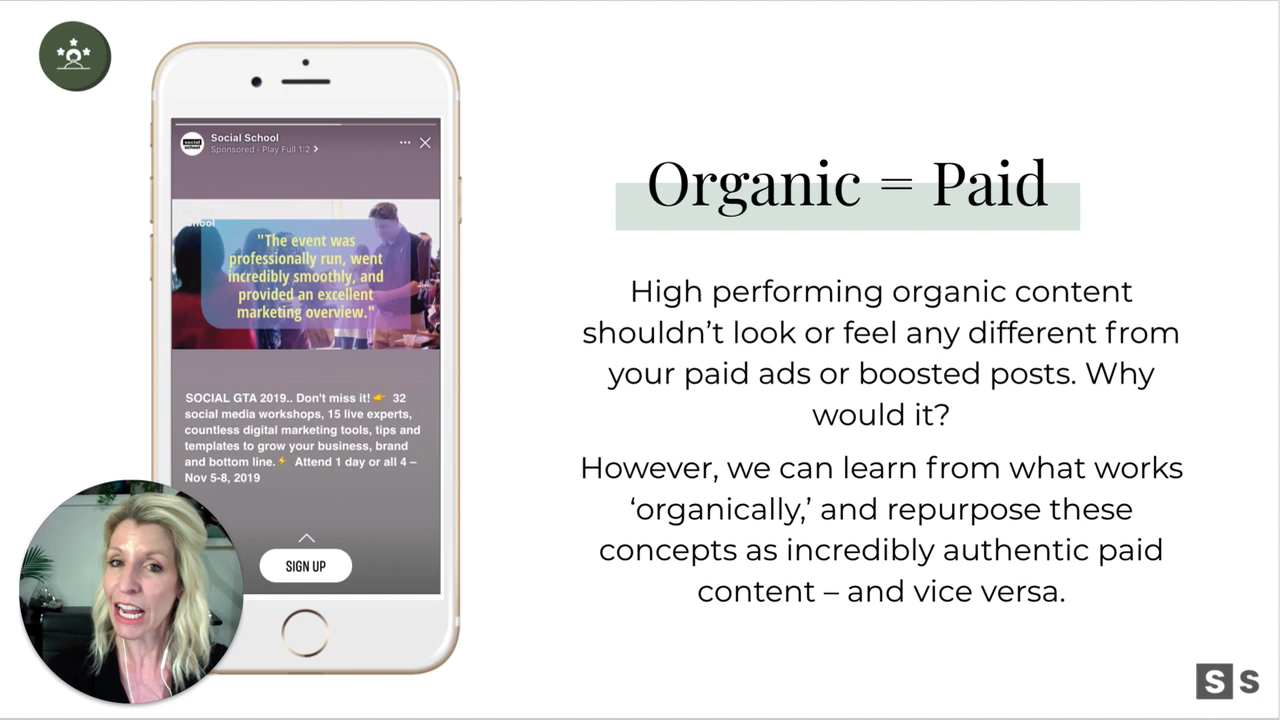 Social School
Sponsored · Play Full 1:2
social
school
School
"The event was
professionally run, went
incredibly smoothly, and
provided an excellent
marketing overview."
SOCIAL GTA 2019.. Don't miss it!👉 32
social media workshops, 15 live experts,
countless digital marketing tools, tips and
templates to grow your business, brand
and bottom line.⚡ Attend 1 day or all 4 –
Nov 5-8, 2019
SIGN UP
Organic = Paid
High performing organic content
shouldn’t look or feel any different from
your paid ads or boosted posts. Why
would it?
However, we can learn from what works
‘organically,’ and repurpose these
concepts as incredibly authentic paid
content – and vice versa.
S S